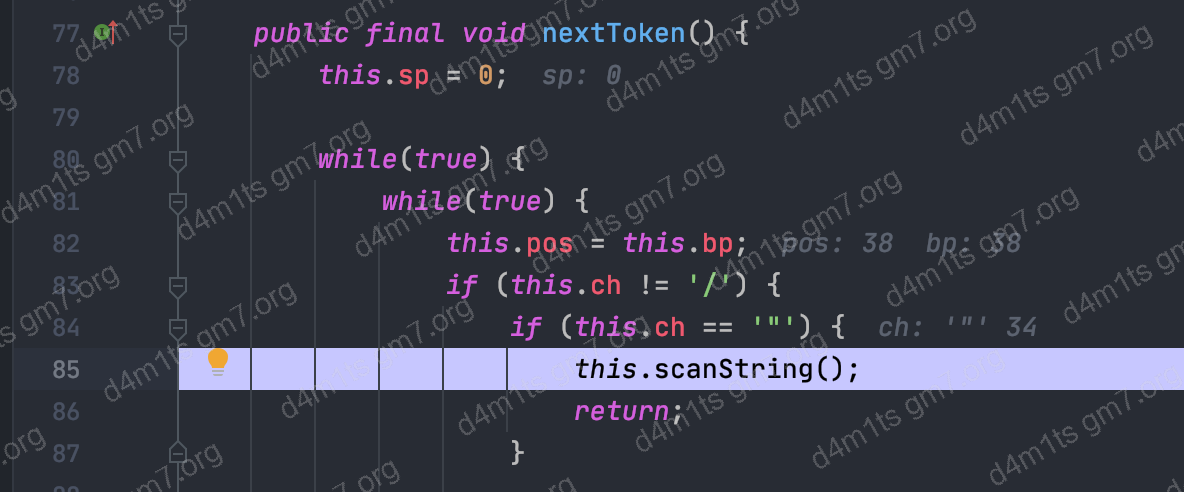 77 public final void nextToken() {
78 this.sp = 0; sp: 0
79
80 while(true) {
81 while(true) {
82 this.pos = this.bp; pos: 38 bp: 38
83 if (this.ch != '/') {
84 if (this.ch == '"') { ch: '"' 34
85 this.scanString();
86 return;
87 }
d4m1ts gm7.org